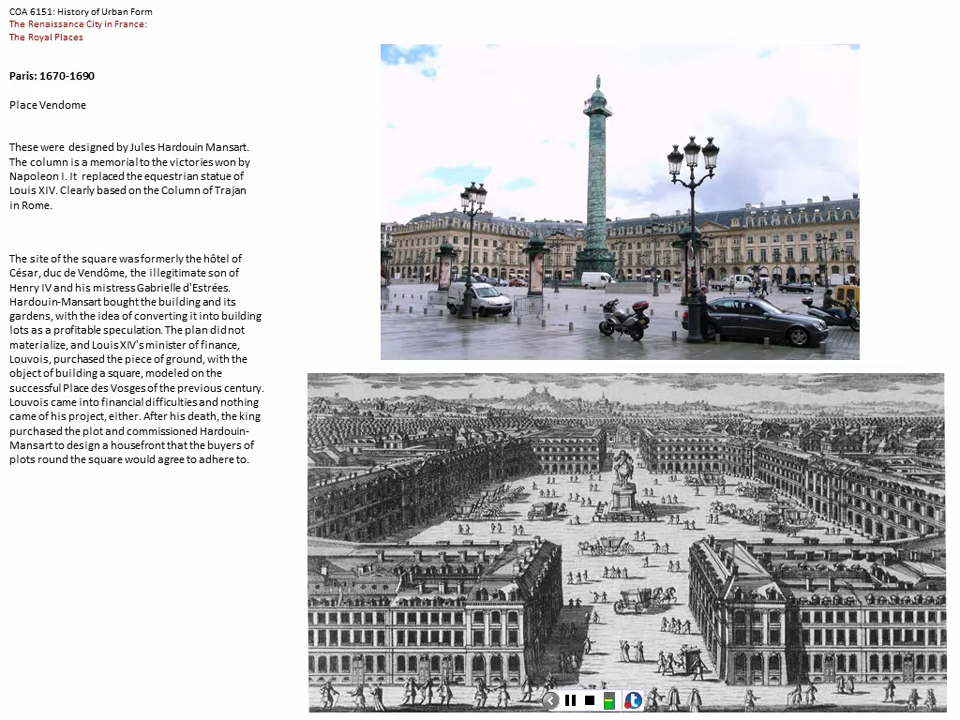 COA 6151: History of Urban Form
The Renaissance City in France:
The Royal Places
Paris: 1670-1690
Place Vendome
These were designed by Jules Hardouin Mansart.
The column is a memorial to the victories won by
Napoleon I. It replaced the equestrian statue of
Louis XIV. Clearly based on the Column of Trajan
in Rome.
The site of the square was formerly the hôtel of
César, duc de Vendôme, the illegitimate son of
Henry IV and his mistress Gabrielle d'Estrées.
Hardouin-Mansart bought the building and its
gardens, with the idea of converting it into building
lots as a profitable speculation. The plan did not
materialize, and Louis XIV's minister of finance,
Louvois, purchased the piece of ground, with the
object of building a square, modeled on the
successful Place des Vosges of the previous century.
Louvois came into financial difficulties and nothing
came of his project, either. After his death, the king
purchased the plot and commissioned Hardouin-
Mansart to design a housefront that the buyers of
plots round the square would agree to adhere to.